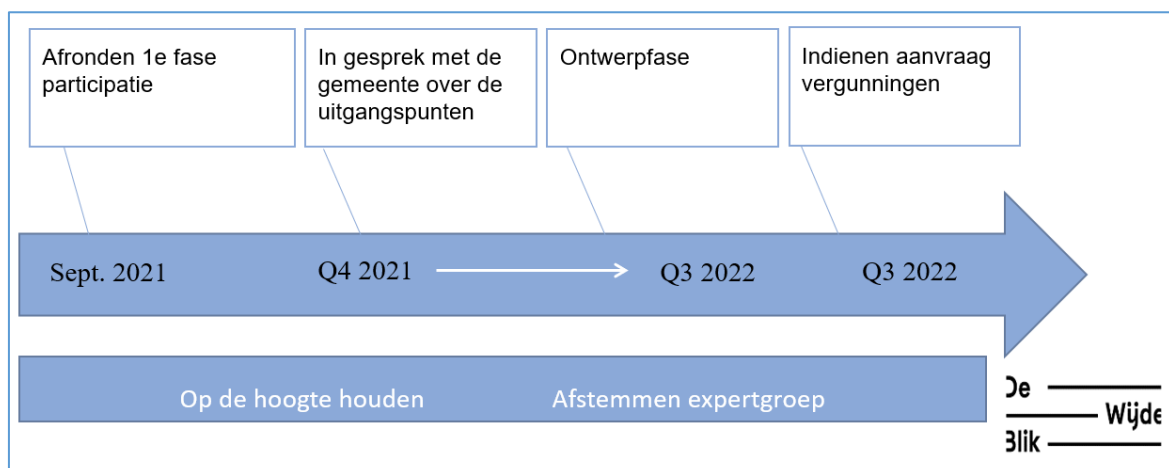 Afronden 1e fase
participatie
In gesprek met de
gemeente over de
uitgangspunten
Ontwerpfase
Indienen aanvraag
vergunningen
Sept. 2021
Q4 2021
Q3 2022
Q3 2022
Op de hoogte houden
Afstemmen expertgroep
De
Wijde
Blik